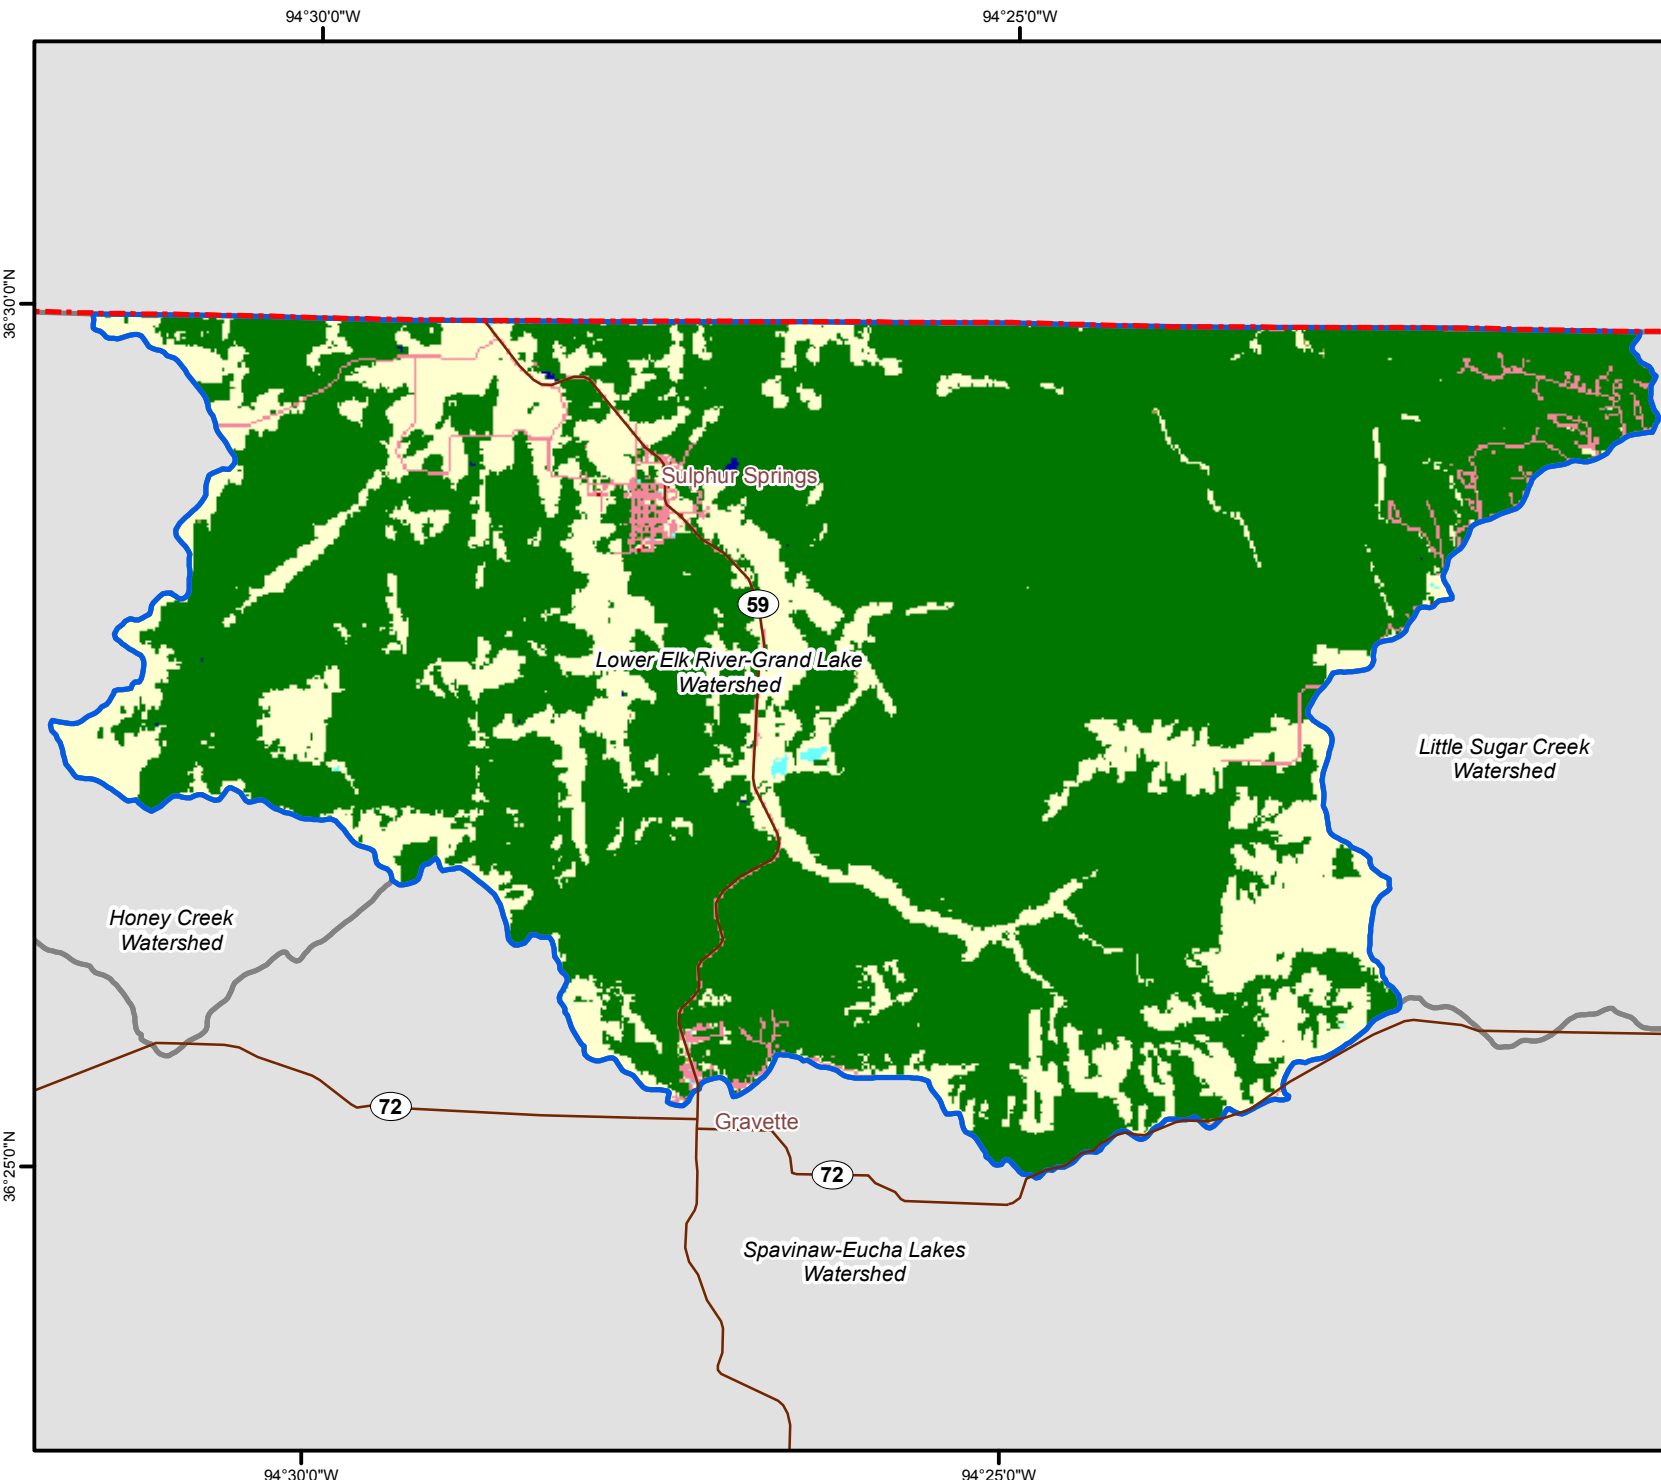 94°30'0"W
94°25'0"W
36°30'0"N
Sulphur Springs
59
Lower Elk River-Grand Lake
Watershed
Little Sugar Creek
Watershed
Honey Creek
Watershed
72
Gravette
36°25'0"N
72
Spavinaw-Eucha Lakes
Watershed
94°30'0"W
94°25'0"W